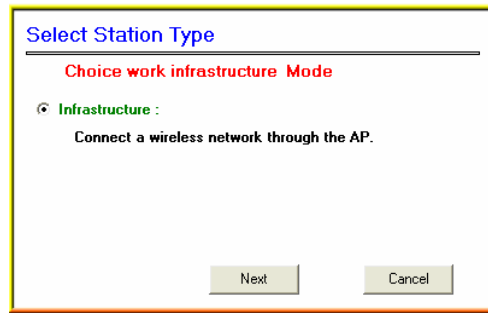 Select Station Type
Choice work infrastructure Mode
Infrastructure :
Connect a wireless network through the AP.
Next Cancel